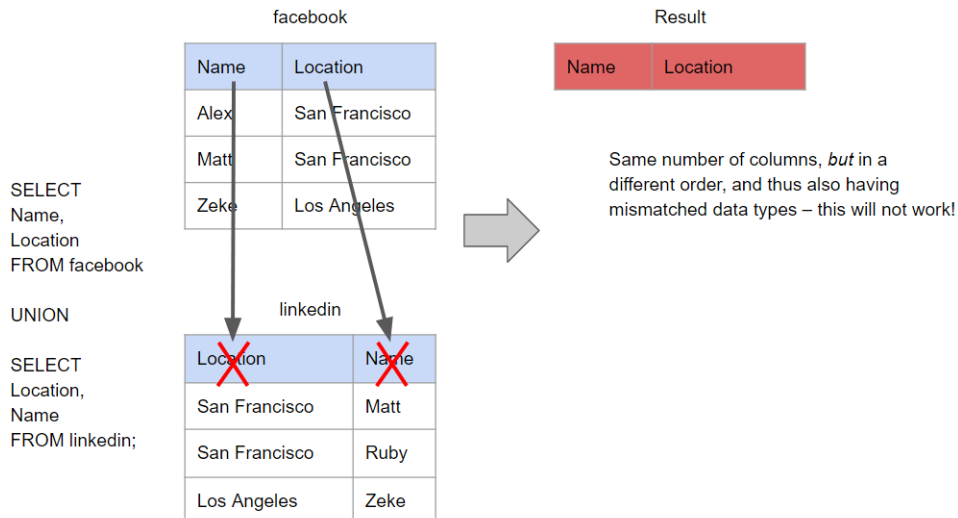 facebook
Name Location
Alex San Francisco
Matt San Francisco
Zeke Los Angeles
SELECT
Name,
Location
FROM facebook
UNION
SELECT
Location,
Name
FROM linkedin;
linkedin
Location Name
San Francisco Matt
San Francisco Ruby
Los Angeles Zeke
Result
Name Location
Same number of columns, but in a
different order, and thus also having
mismatched data types – this will not work!